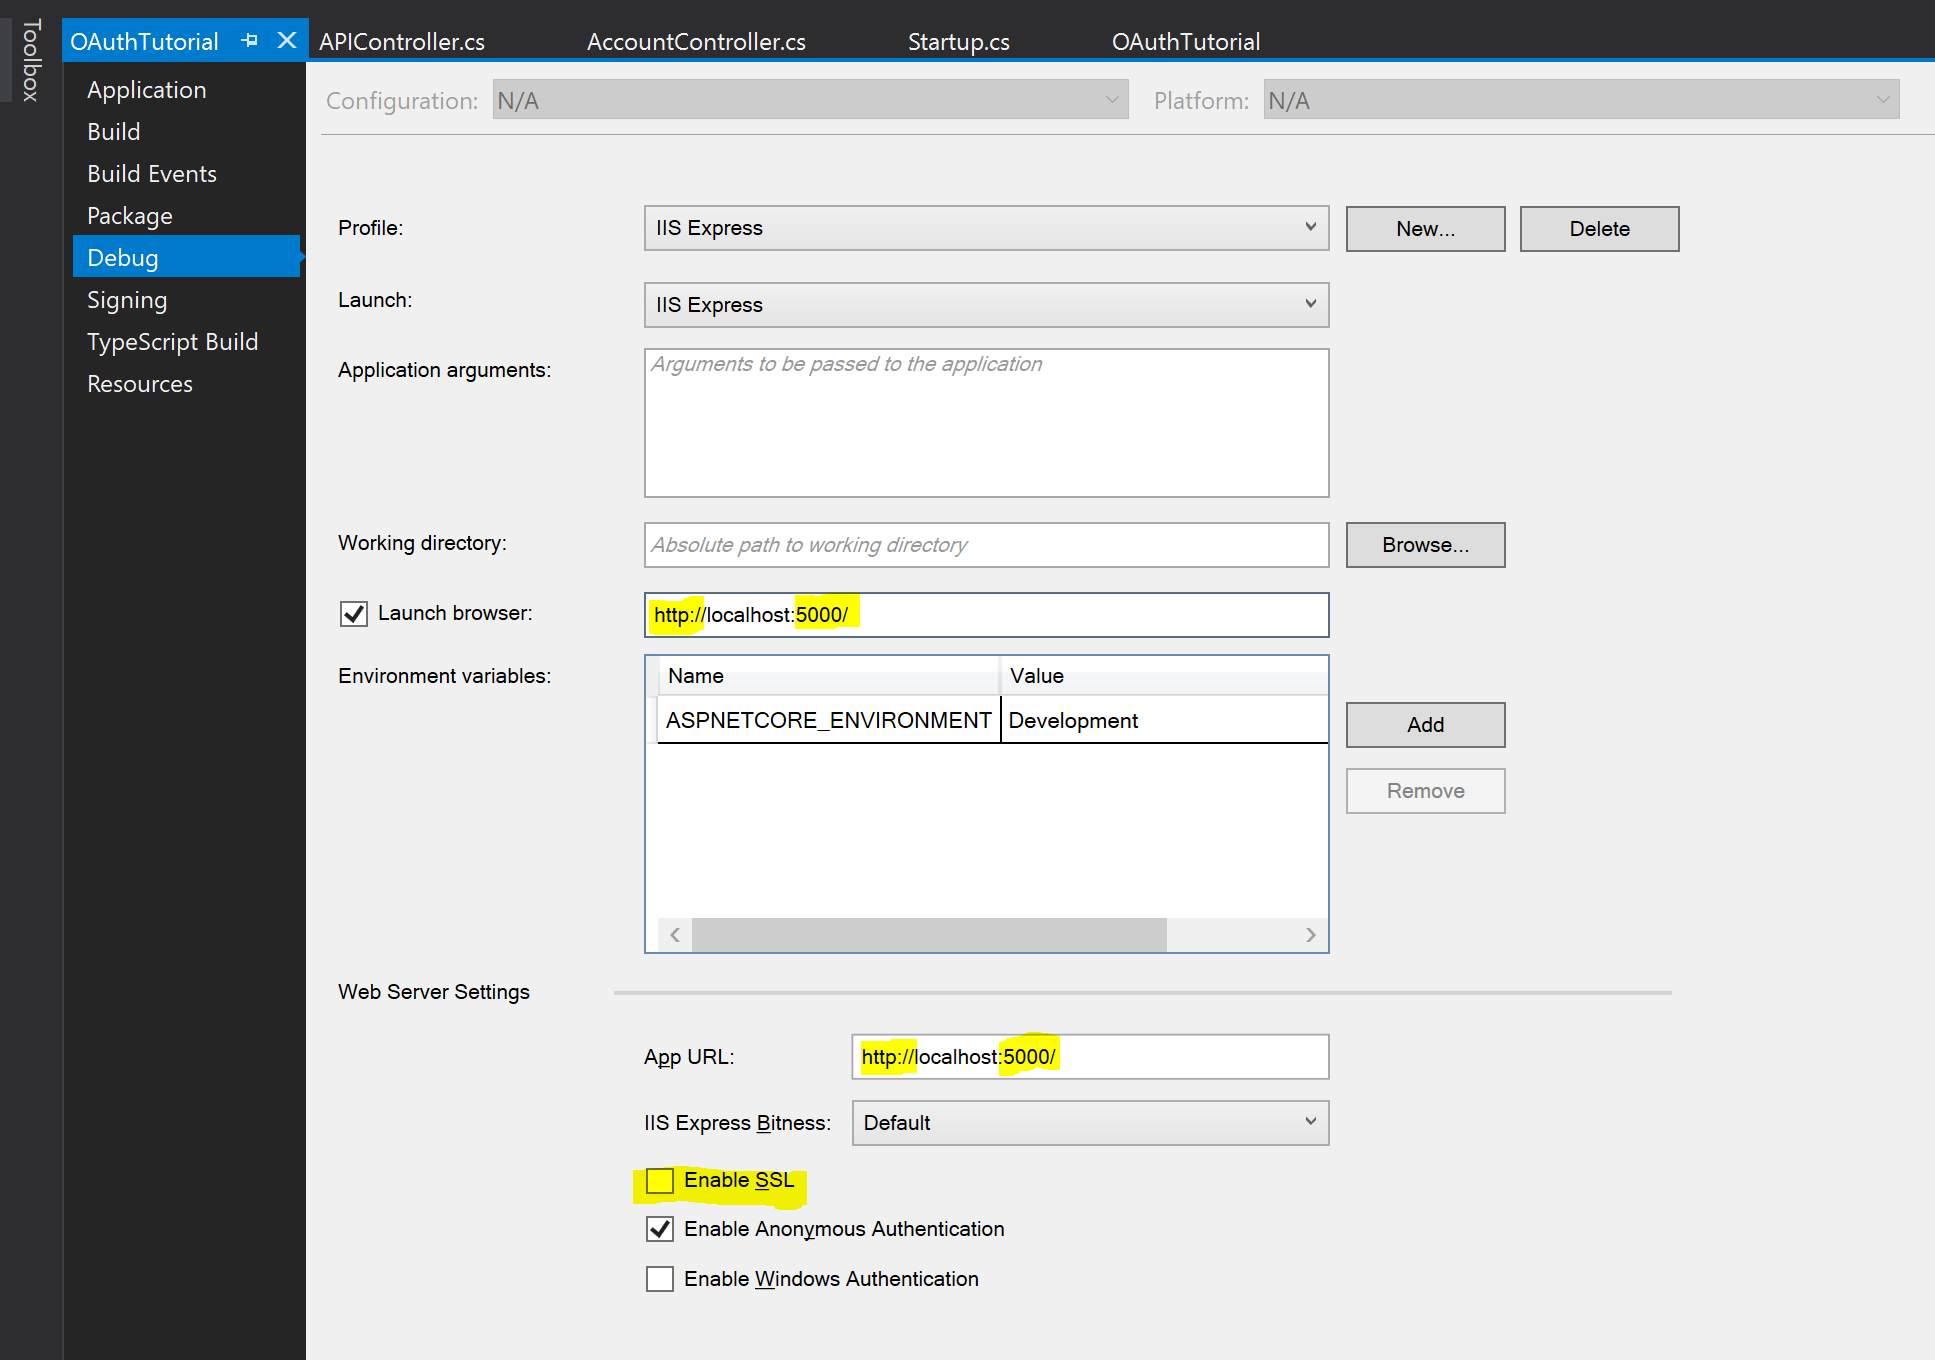 Toolbox
OAuthTutorial APIController.cs AccountController.cs Startup.cs OAuthTutorial
Application
Build
Build Events
Package
Debug
Signing
TypeScript Build
Resources
Configuration: N/A Platform: N/A
Profile: IIS Express New... Delete
Launch: IIS Express
Application arguments: Arguments to be passed to the application
Working directory: Absolute path to working directory Browse...
Launch browser: http://localhost:5000/
Environment variables: Name Value
ASPNETCORE_ENVIRONMENT Development
Add
Remove
Web Server Settings
App URL: http://localhost:5000/
IIS Express Bitness: Default
Enable SSL
Enable Anonymous Authentication
Enable Windows Authentication